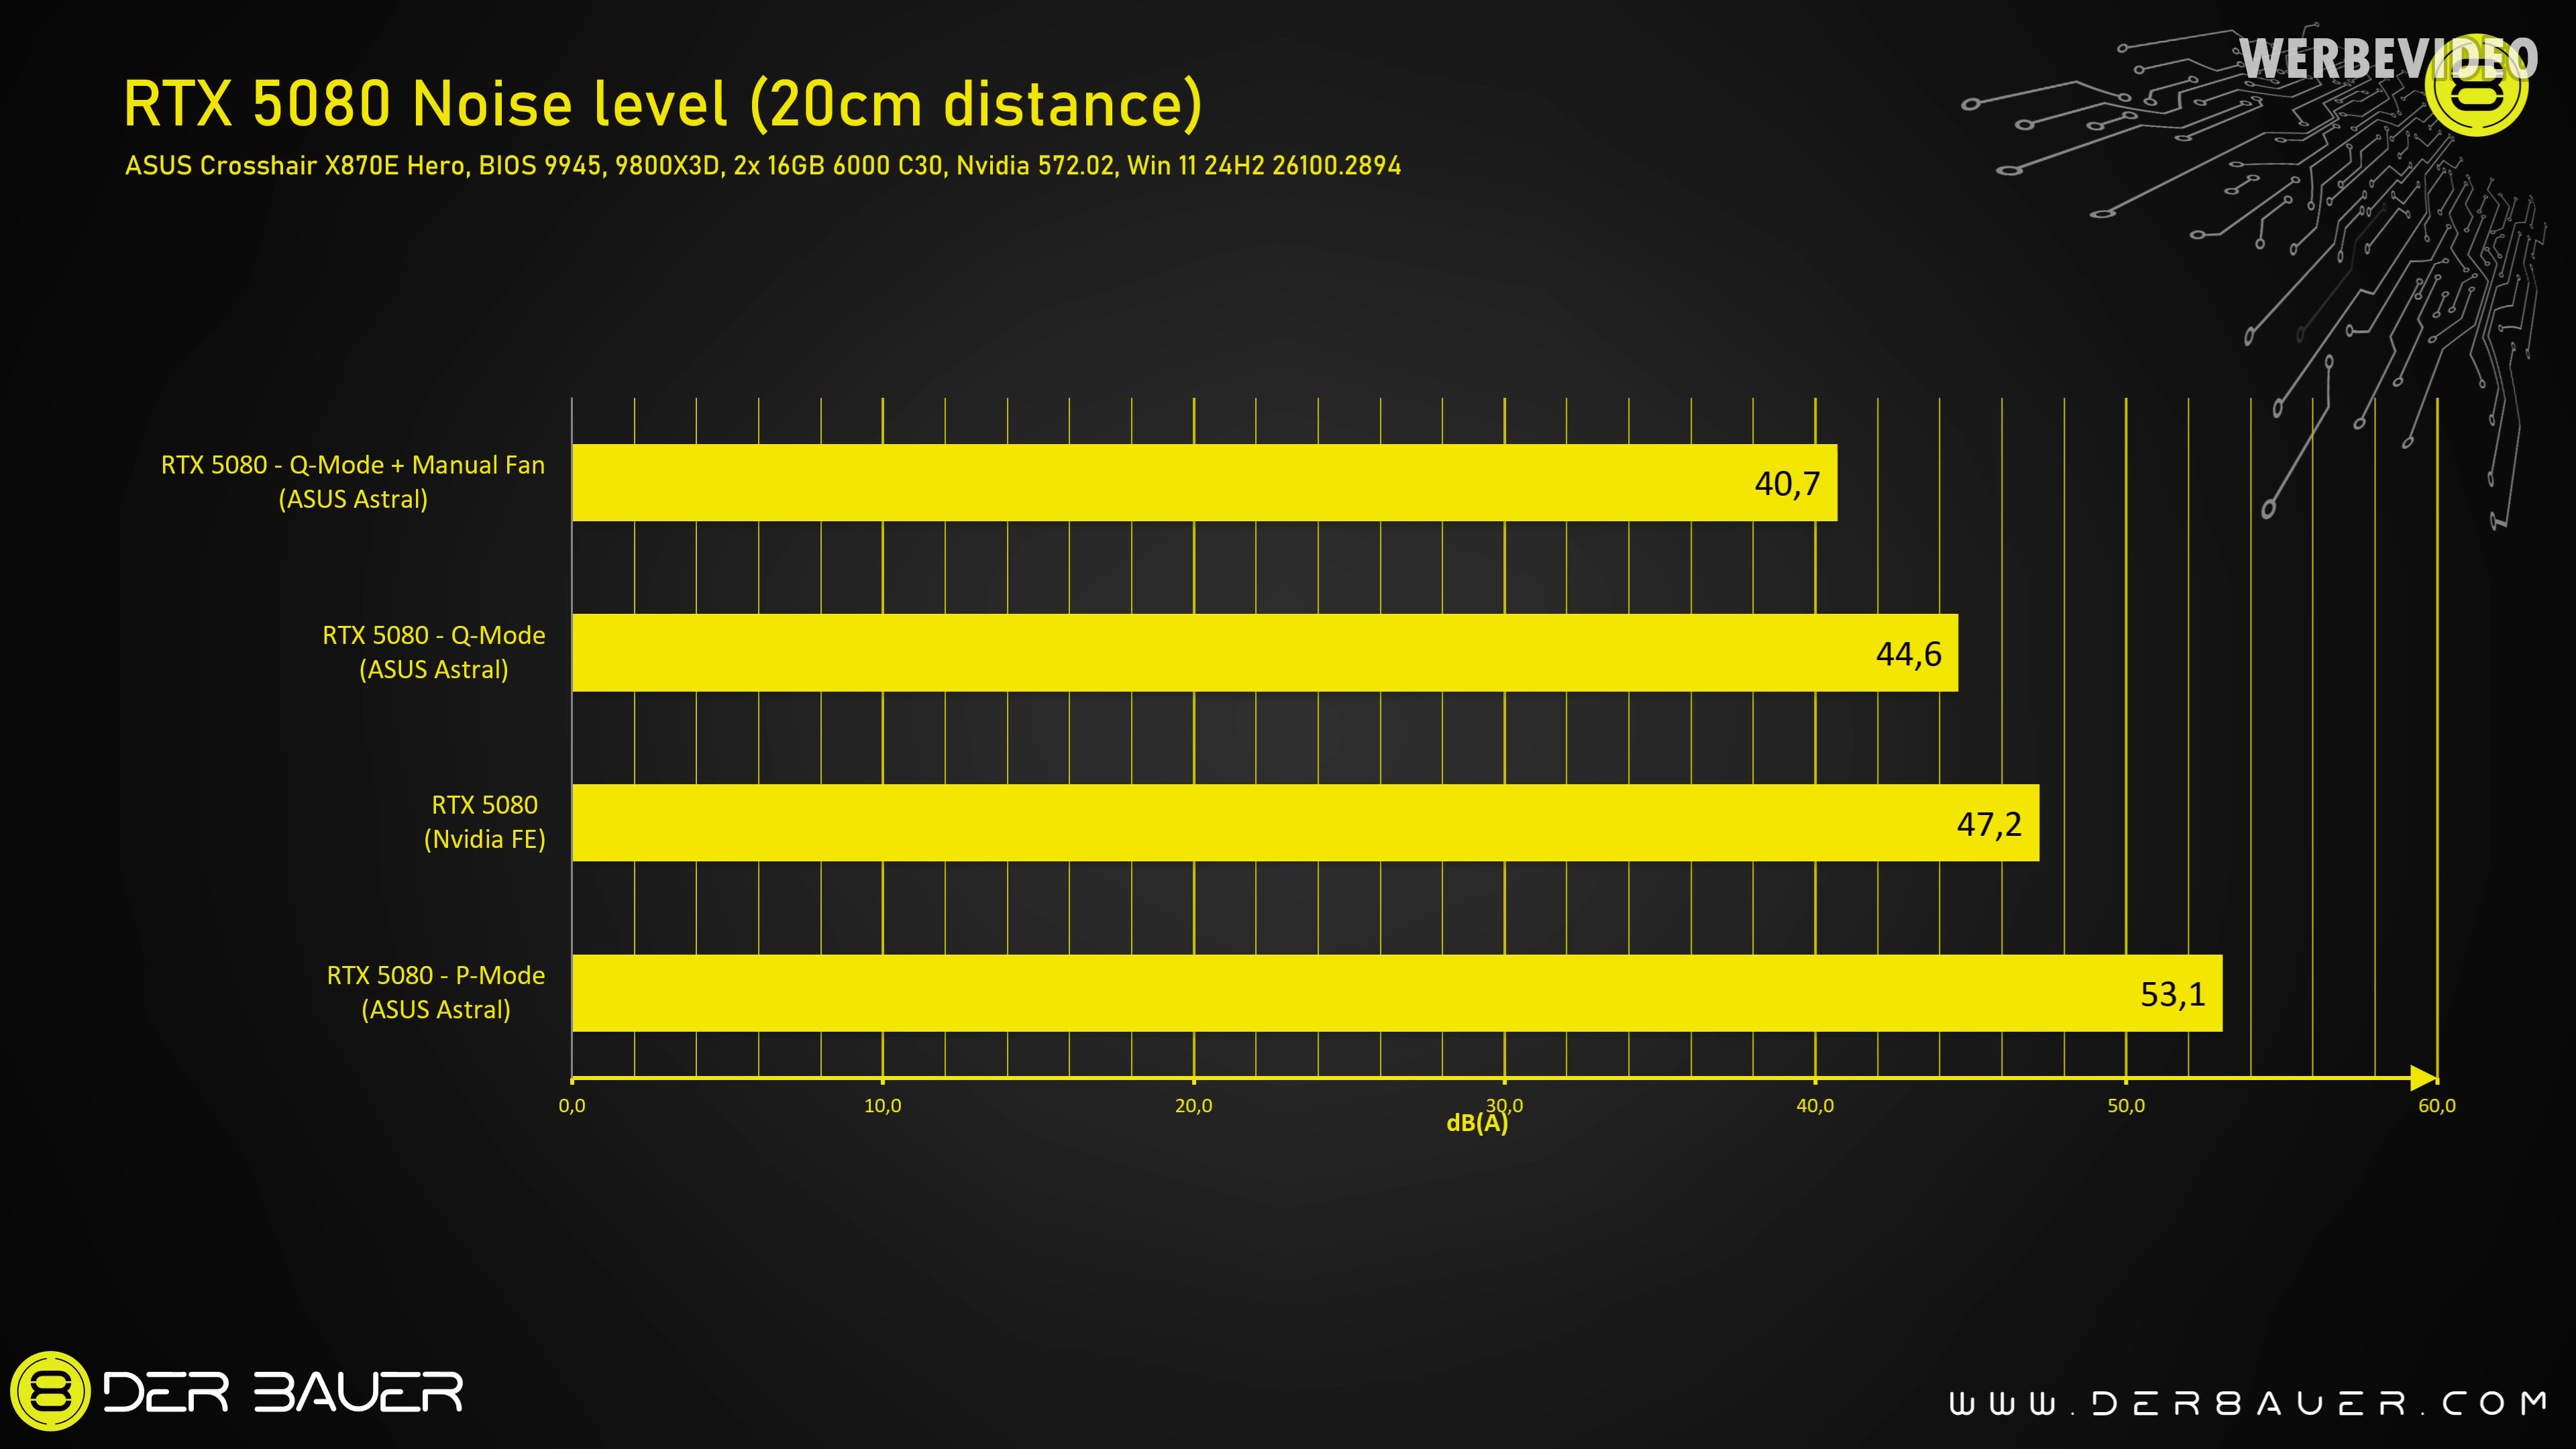 WERBEVIDEO
RTX 5080 Noise level (20cm distance)
ASUS Crosshair X870E Hero, BIOS 9945, 9800X3D, 2x 16GB 6000 C30, Nvidia 572.02, Win 11 24H2 26100.2894
RTX 5080 - Q-Mode + Manual Fan
(ASUS Astral)
40,7
RTX 5080 - Q-Mode
(ASUS Astral)
44,6
RTX 5080
(Nvidia FE)
47,2
RTX 5080 - P-Mode
(ASUS Astral)
53,1
0,0 10,0 20,0 30,0 40,0 50,0 60,0
dB(A)
8 DER BAUER
WWW.DER8AUER.COM